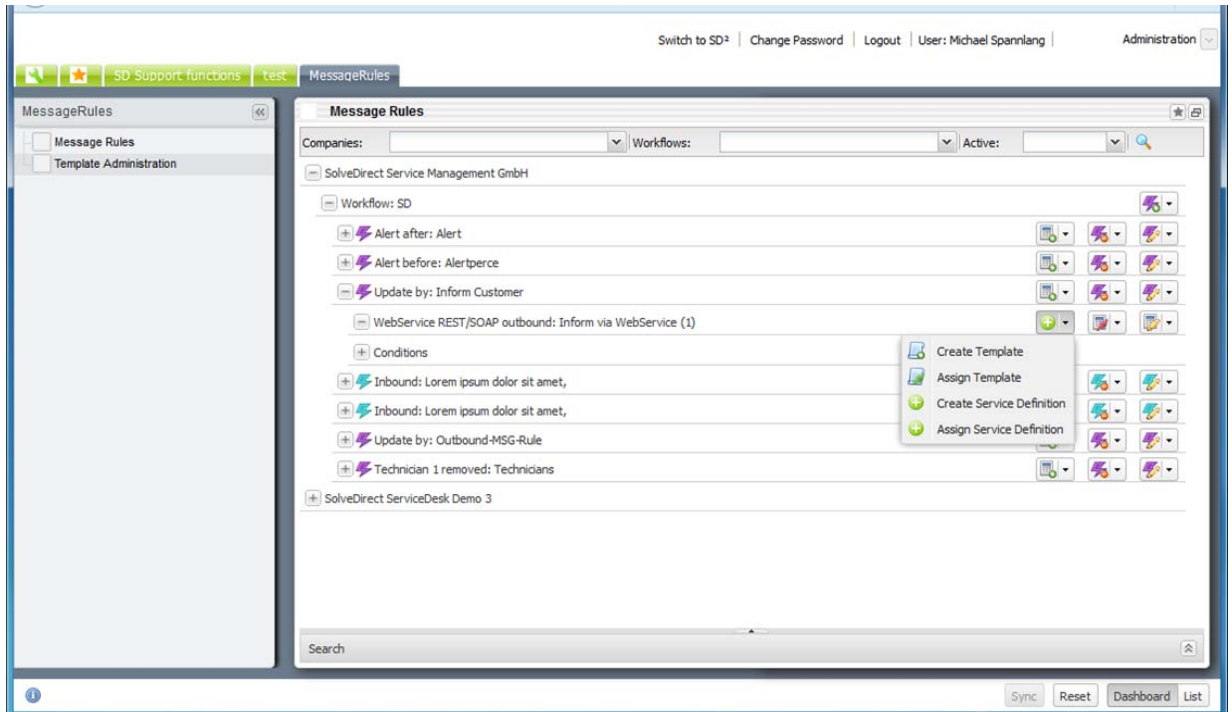 Switch to SD² | Change Password | Logout | User: Michael Spannlang | Administration
SD Support functions test MessageRules
MessageRules
Message Rules
Template Administration
Message Rules
Companies: Workflows: Active:
SolveDirect Service Management GmbH
Workflow: SD
Alert after: Alert
Alert before: Alertperce
Update by: Inform Customer
WebService REST/SOAP outbound: Inform via WebService (1)
Conditions
Create Template
Assign Template
Create Service Definition
Assign Service Definition
Inbound: Lorem ipsum dolor sit amet,
Inbound: Lorem ipsum dolor sit amet,
Update by: Outbound-MSG-Rule
Technician 1 removed: Technicians
SolveDirect ServiceDesk Demo 3
Search
Sync Reset Dashboard List